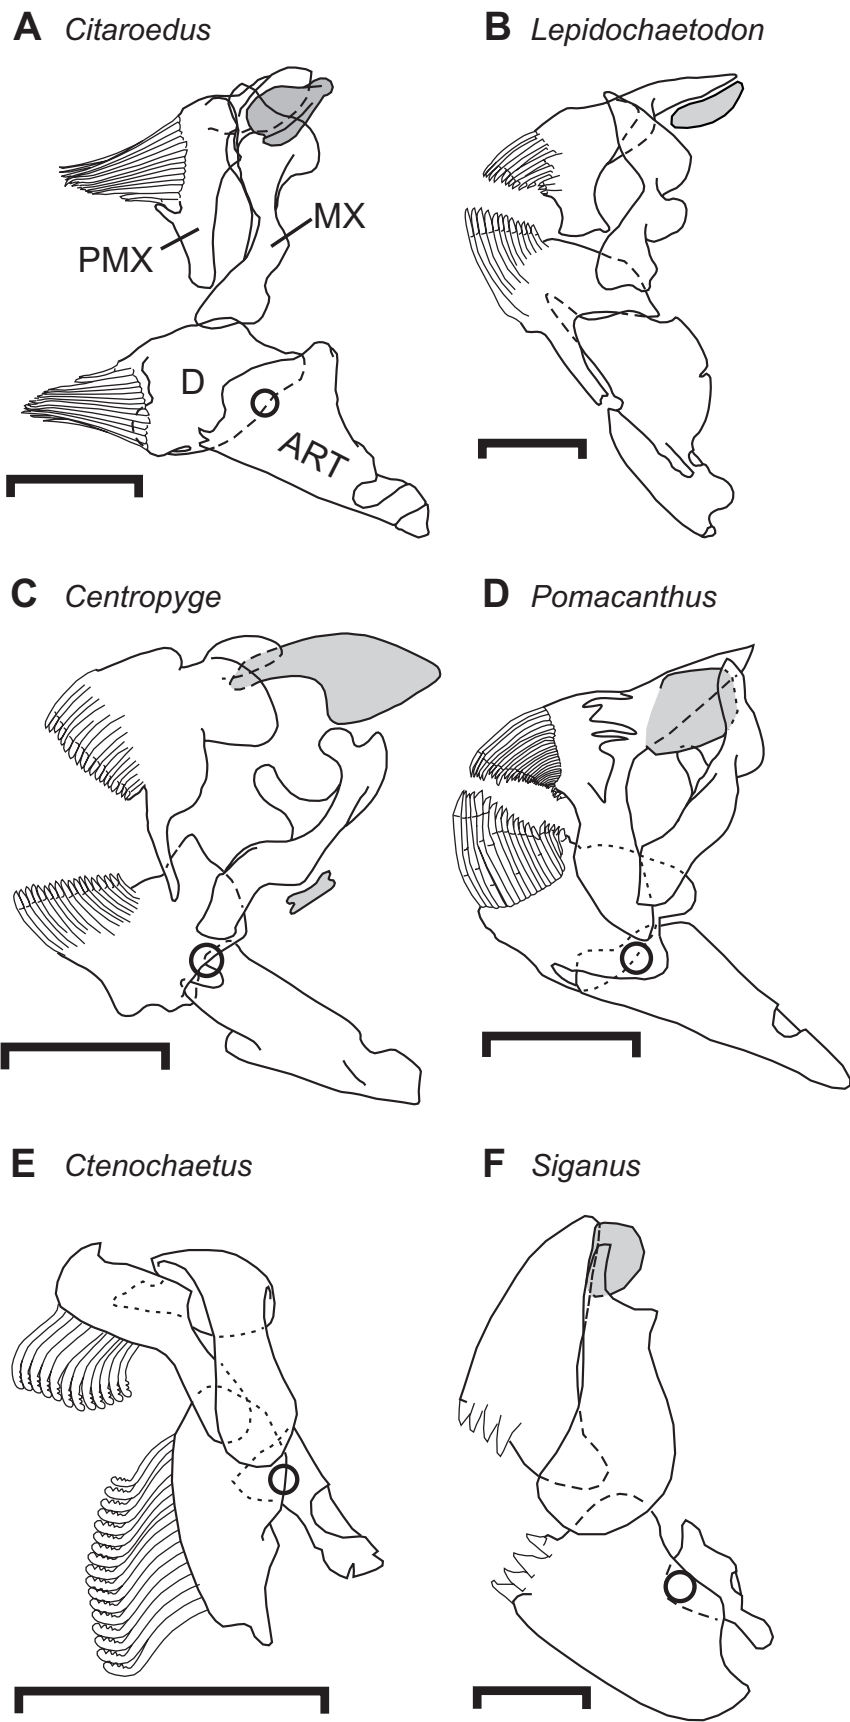 A Citaroedus
B Lepidochaetodon
MX
PMX
D
ART
C Centropyge
D Pomacanthus
E Ctenochaetus
F Siganus